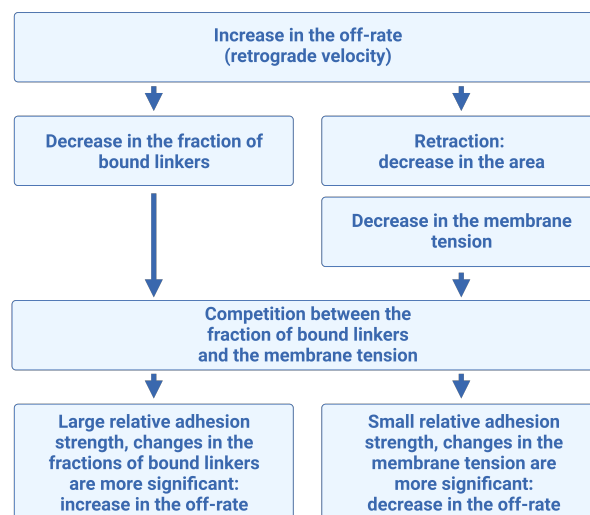 Increase in the off-rate
(retrograde velocity)
Decrease in the fraction of
bound linkers
Retraction:
decrease in the area
Decrease in the membrane
tension
Competition between the
fraction of bound linkers
and the membrane tension
Large relative adhesion
strength, changes in the
fractions of bound linkers
are more significant:
increase in the off-rate
Small relative adhesion
strength, changes in the
membrane tension are
more significant:
decrease in the off-rate